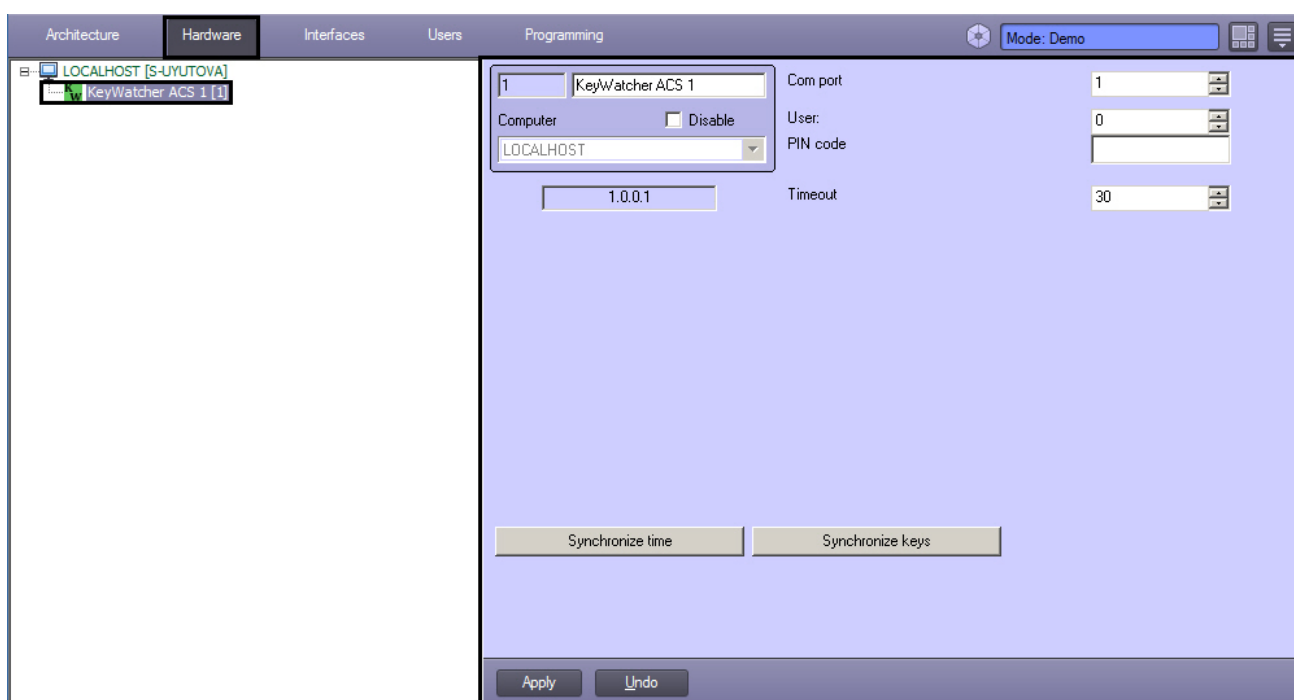 Architecture Hardware Interfaces Users Programming Mode: Demo
LOCALHOST [S-UYUTOVA]
KW KeyWatcher ACS 1 [1]
1 KeyWatcher ACS 1
Computer Disable
LOCALHOST
1.0.0.1
Com port 1
User: 0
PIN code
Timeout 30
Synchronize time Synchronize keys
Apply Undo